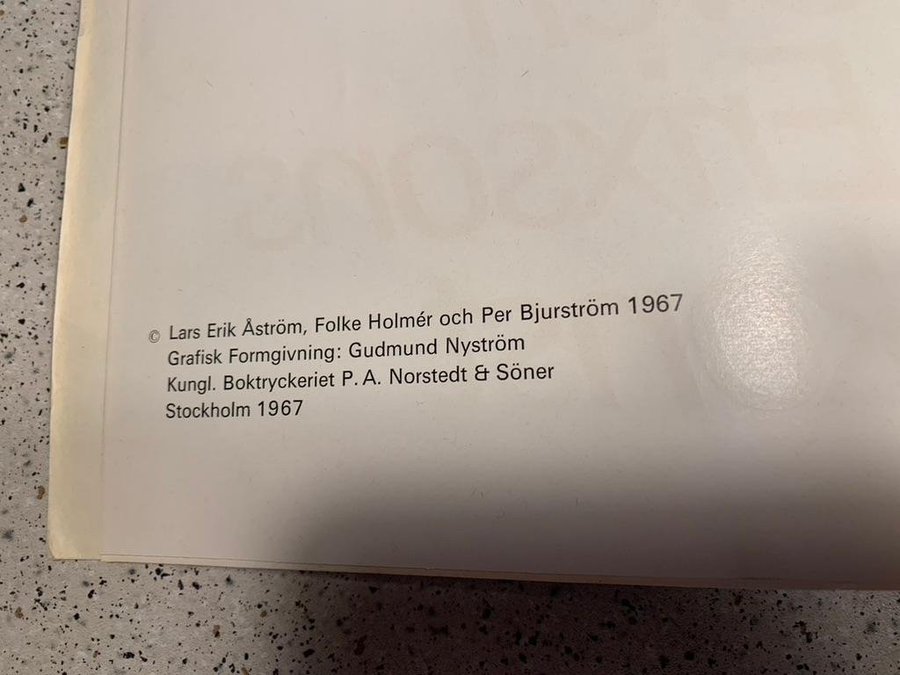 © Lars Erik Åström, Folke Holmér och Per Bjurström 1967
Grafisk Formgivning: Gudmund Nyström
Kungl. Boktryckeriet P. A. Norstedt & Söner
Stockholm 1967